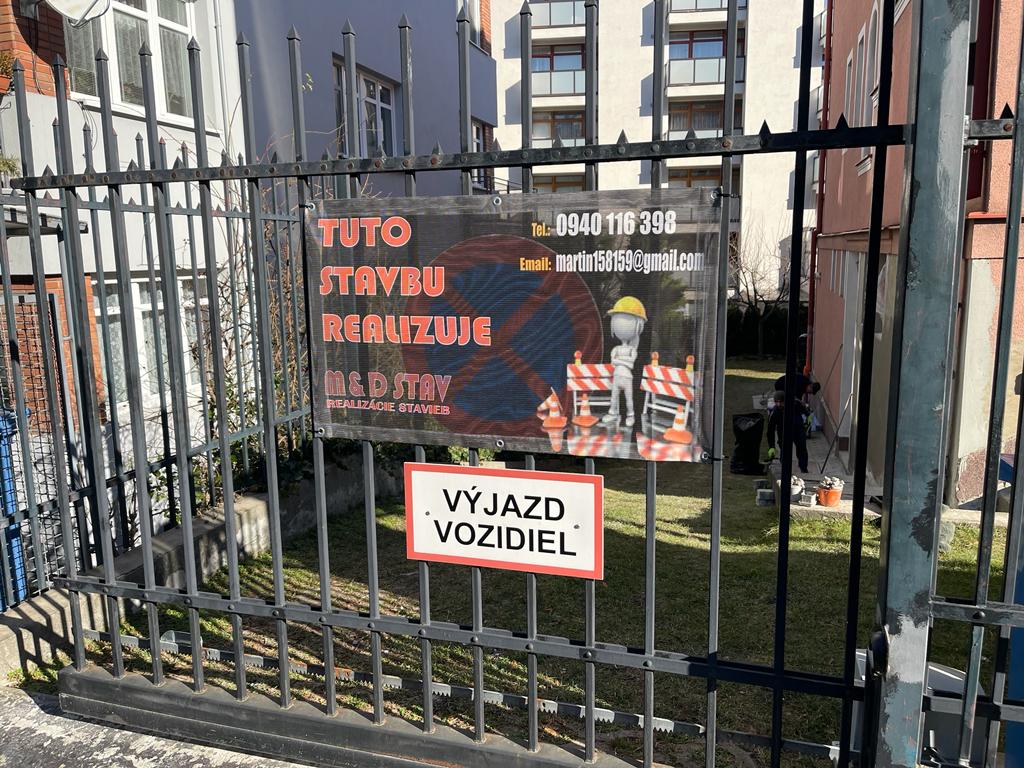 TUTO
STAVBU
REALIZUJE
M & D STAV
REALIZÁCIE STAVIEB
Tel.: 0940 116 398
Email: martin158159@gmail.com
VÝJAZD
VOZIDIEL